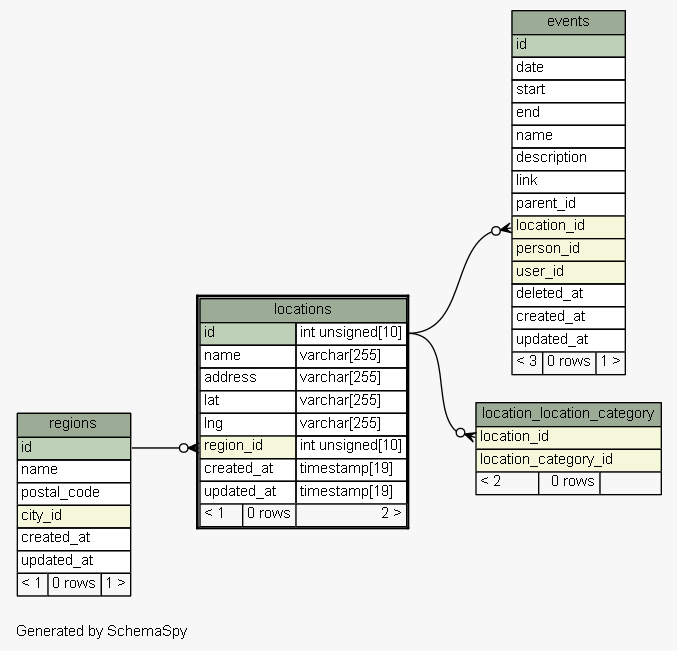 events
id
date
start
end
name
description
link
parent_id
location_id
person_id
user_id
deleted_at
created_at
updated_at
< 3 0 rows 1 >
locations
id int unsigned[10]
name varchar[255]
address varchar[255]
lat varchar[255]
lng varchar[255]
region_id int unsigned[10]
created_at timestamp[19]
updated_at timestamp[19]
< 1 0 rows 2 >
location_location_category
location_id
location_category_id
< 2 0 rows
regions
id
name
postal_code
city_id
created_at
updated_at
< 1 0 rows 1 >
Generated by SchemaSpy